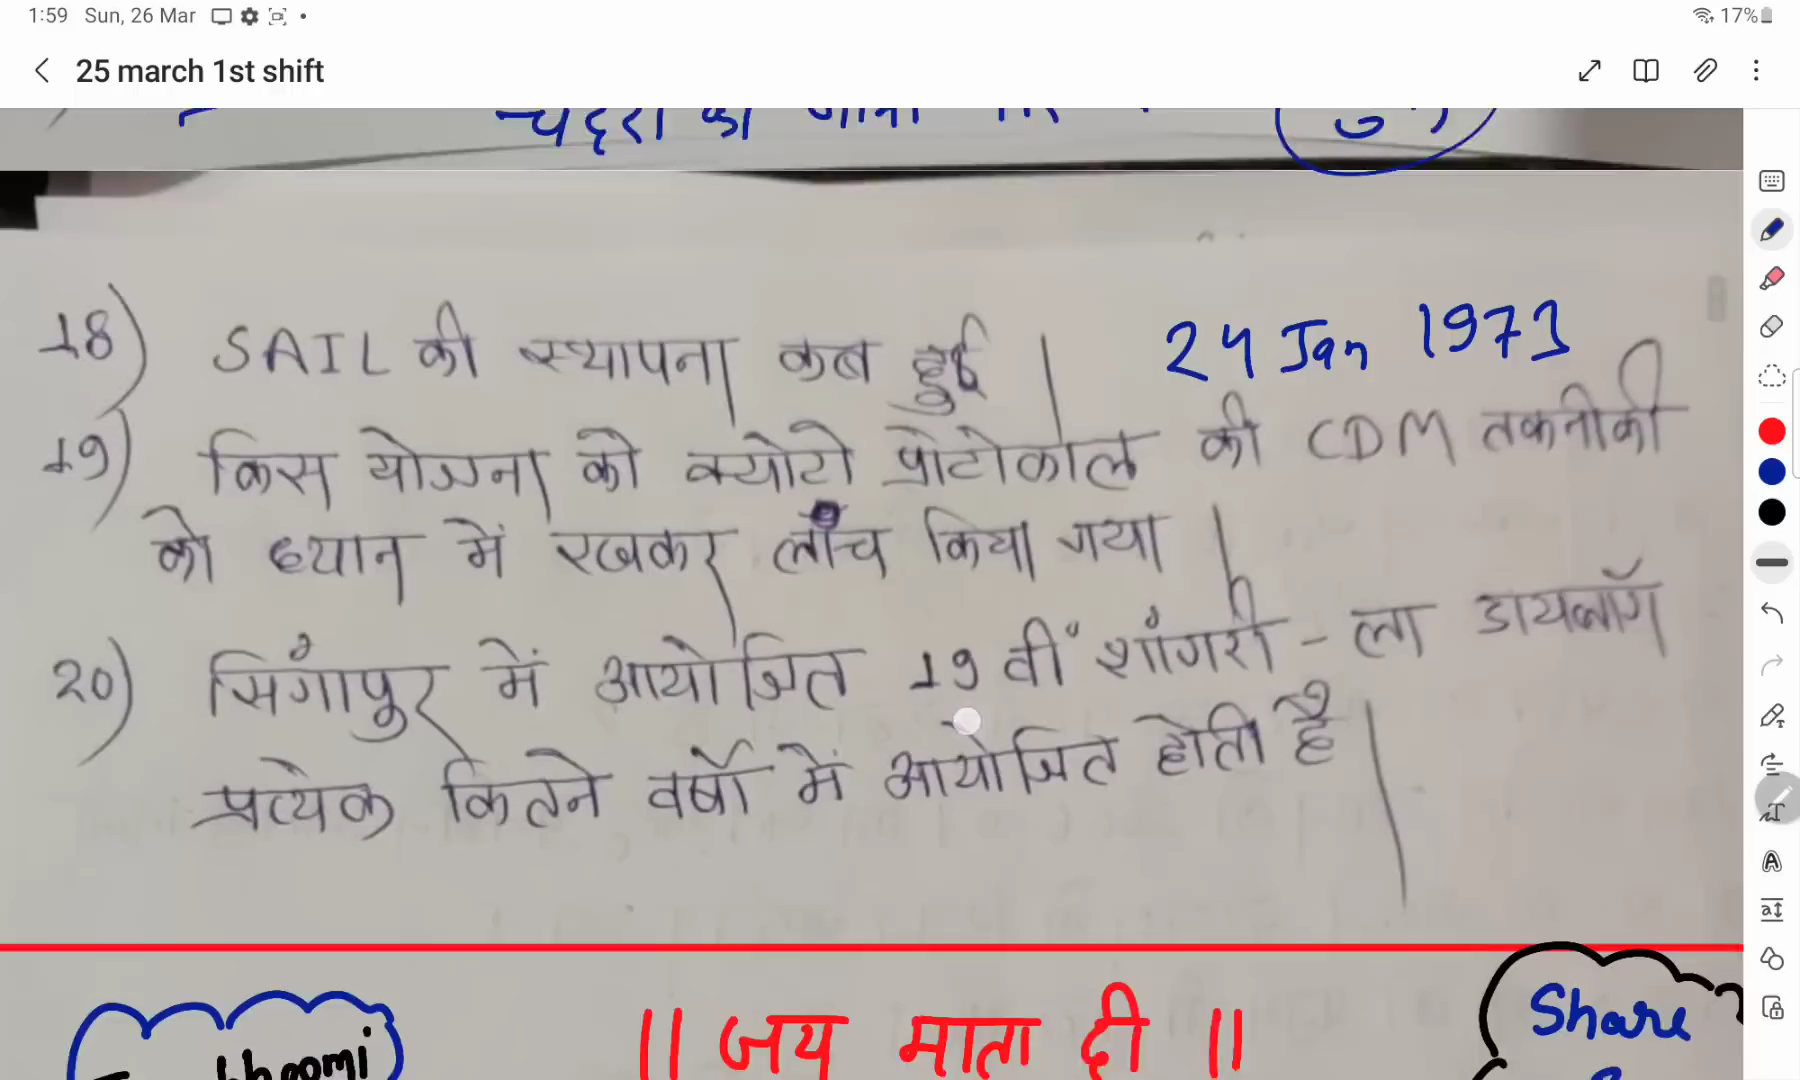 1:59 Sun, 26 Mar
17%
25 march 1st shift
18) SAIL की स्थापना कब हुई | 24 Jan 1973
19) किस योजना को क्योटो प्रोटोकाल की CDM तकनीकी
को ध्यान में रखकर लॉच किया गया |
20) सिंगापुर में आयोजित 19 वीं शांगरी - ला डायलॉग
प्रत्येक कितने वर्षो में आयोजित होती है |
|| जय माता दी ||
Share